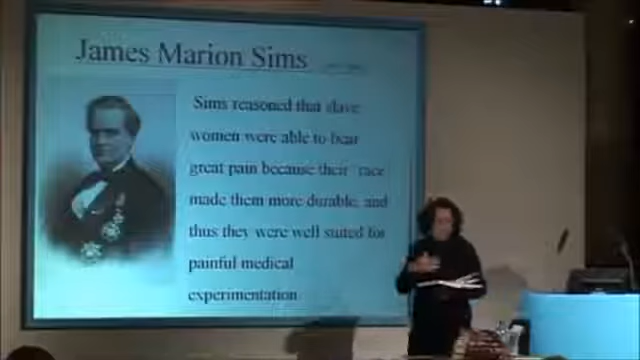 James Marion Sims
Sims reasoned that slave
women were able to bear
great pain because their race
made them more durable, and
thus they were well suited for
painful medical
experimentation